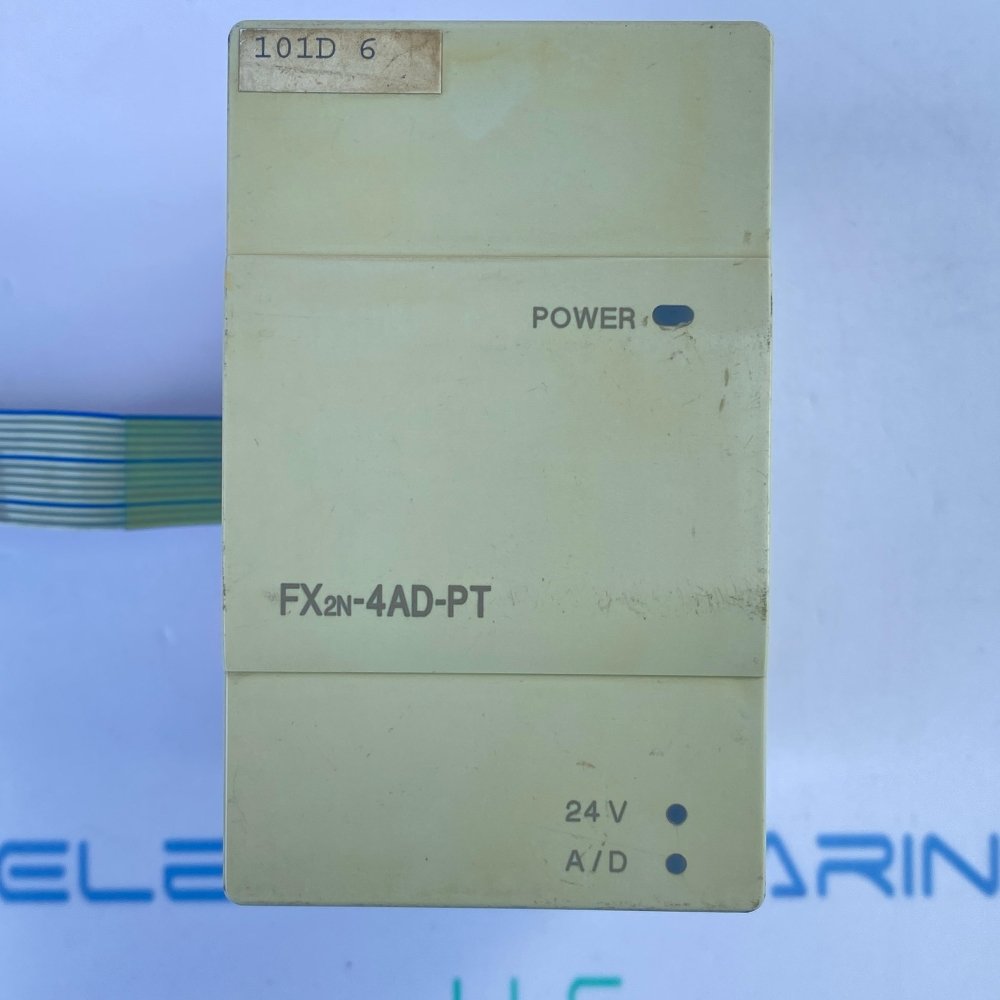 101D 6
POWER
FX2N-4AD-PT
24V
A/D